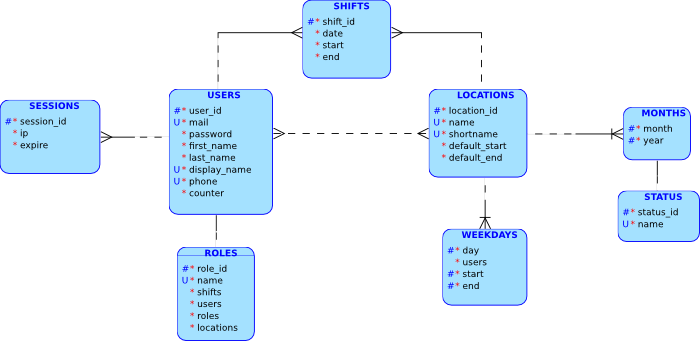 SHIFTS
#* shift_id
* date
* start
* end
SESSIONS
#* session_id
* ip
* expire
USERS
#* user_id
U* mail
* password
* first_name
* last_name
U* display_name
U* phone
* counter
LOCATIONS
#* location_id
U* name
U* shortname
* default_start
* default_end
MONTHS
#* month
#* year
STATUS
#* status_id
U* name
ROLES
#* role_id
U* name
* shifts
* users
* roles
* locations
WEEKDAYS
#* day
* users
#* start
#* end